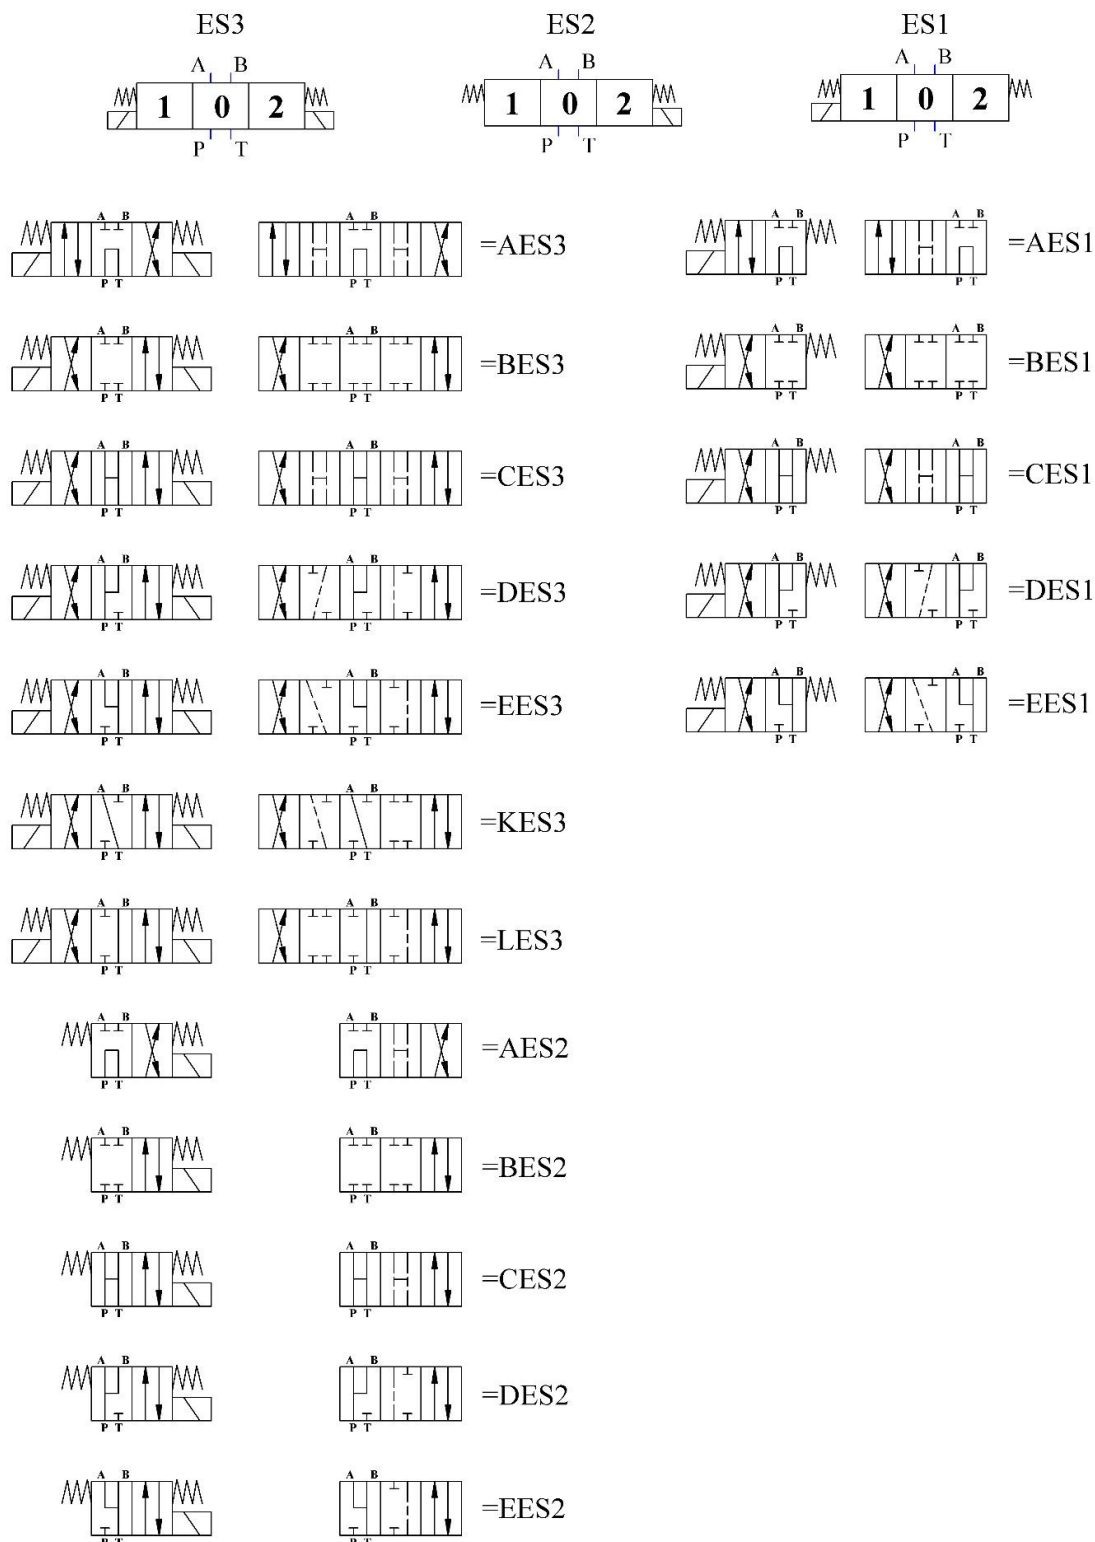 ES3 ES2 ES1
A B A B A B
1 0 2 1 0 2 1 0 2
P T P T P T
A B A B A B A B
=AES3 =AES1
P T P T P T P T
A B A B A B A B
=BES3 =BES1
P T P T P T P T
A B A B A B A B
=CES3 =CES1
P T P T P T P T
A B A B A B A B
=DES3 =DES1
P T P T P T P T
A B A B A B A B
=EES3 =EES1
P T P T P T P T
A B A B
=KES3
P T P T
A B A B
=LES3
P T P T
A B A B
=AES2
P T P T
A B A B
=BES2
P T P T
A B A B
=CES2
P T P T
A B A B
=DES2
P T P T
A B A B
=EES2
P T P T